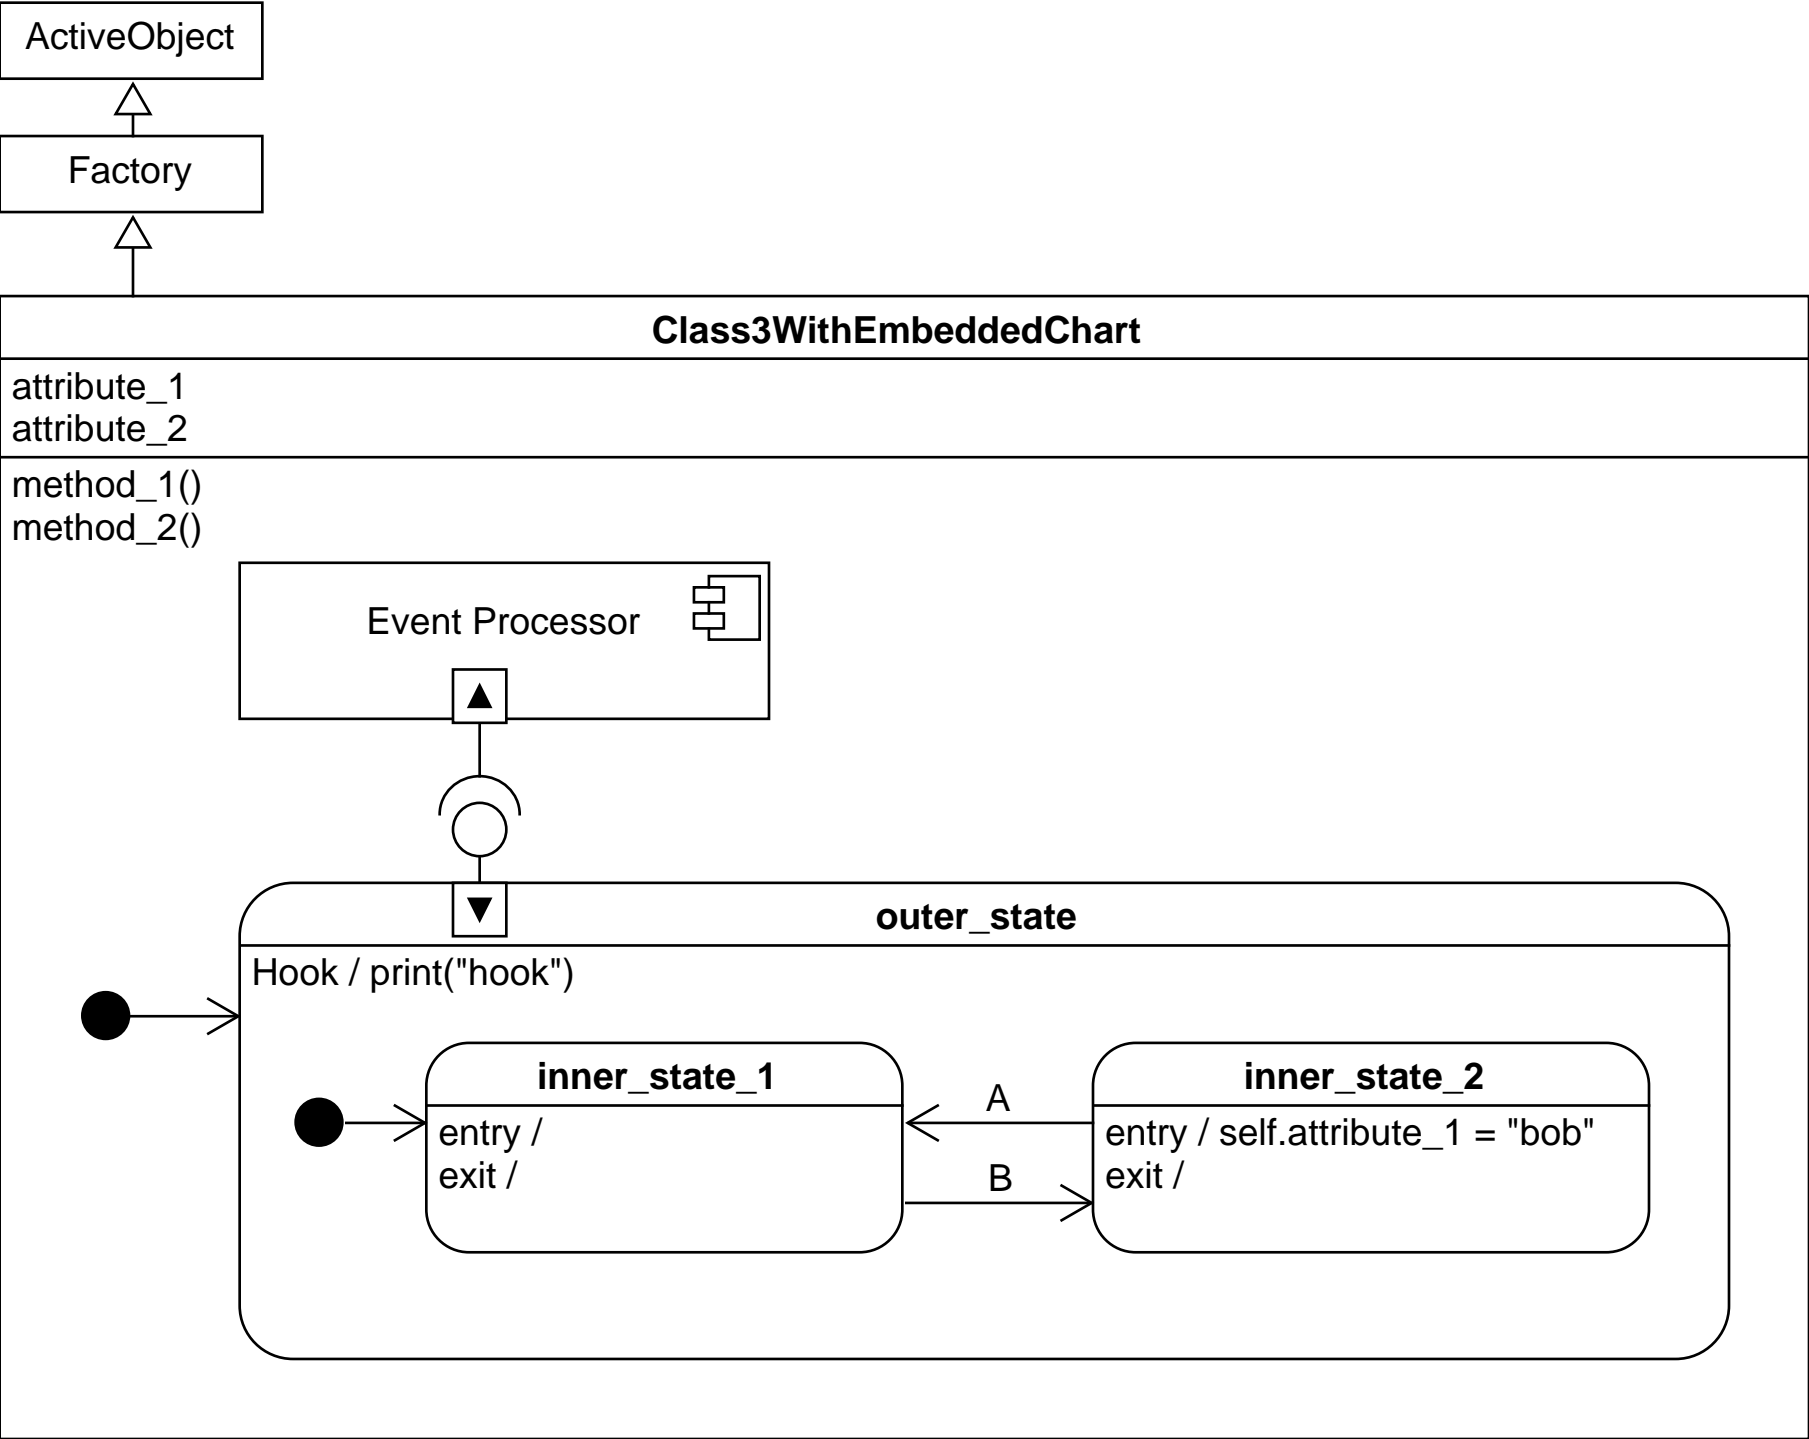 ActiveObject
Factory
Class3WithEmbeddedChart
attribute_1
attribute_2
method_1()
method_2()
Event Processor
outer_state
Hook / print("hook")
inner_state_1
entry /
exit /
A
B
inner_state_2
entry / self.attribute_1 = "bob"
exit /